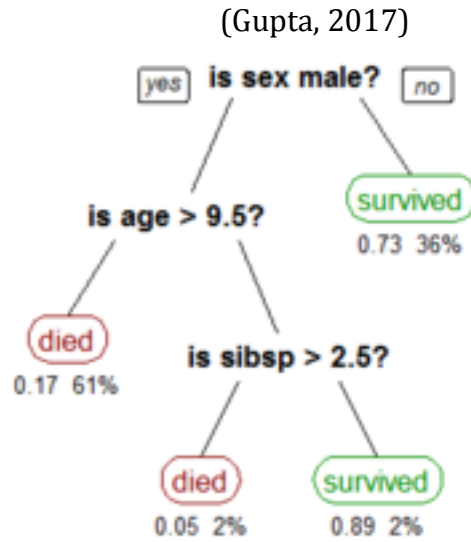 (Gupta, 2017)
yes is sex male? no
survived
is age > 9.5?
0.73 36%
died
is sibsp > 2.5?
0.17 61%
died survived
0.05 2% 0.89 2%